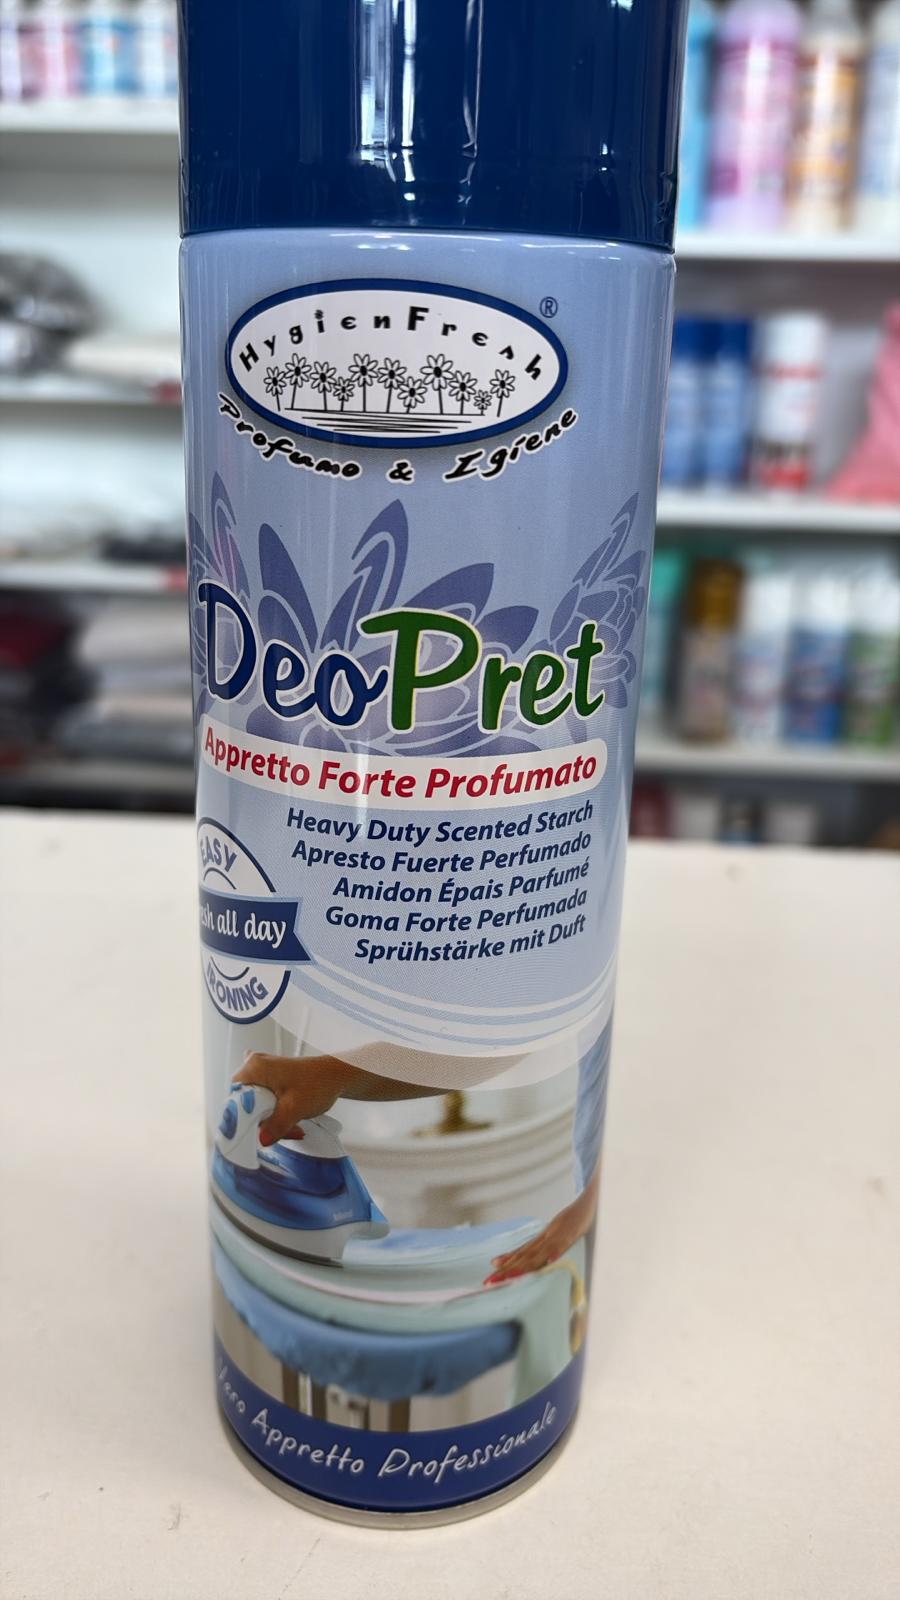 HygienFresh ®
Profumo & Igiene
DeoPret
Appretto Forte Profumato
Heavy Duty Scented Starch
Apresto Fuerte Perfumado
Amidon Épais Parfumé
Goma Forte Perfumada
Sprühstärke mit Duft
EASY
all day
IRONING
Vero Appretto Professionale